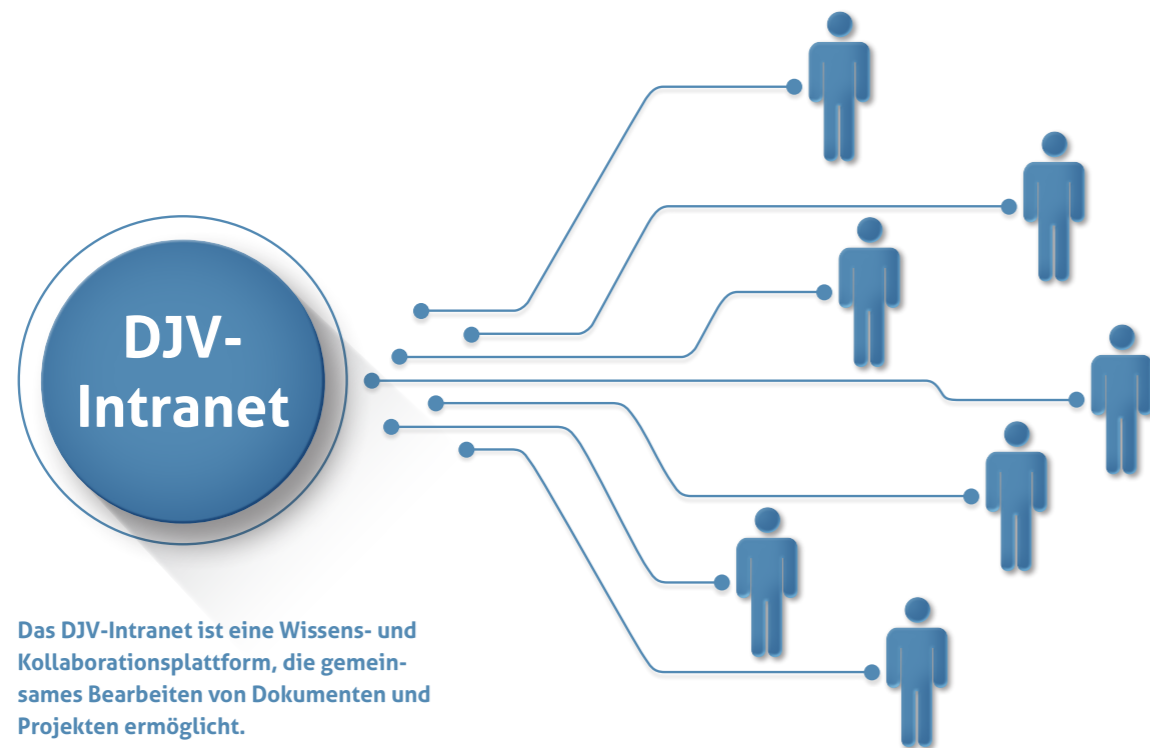 DJV-
Intranet
Das DJV-Intranet ist eine Wissens- und
Kollaborationsplattform, die gemein-
sames Bearbeiten von Dokumenten und
Projekten ermöglicht.